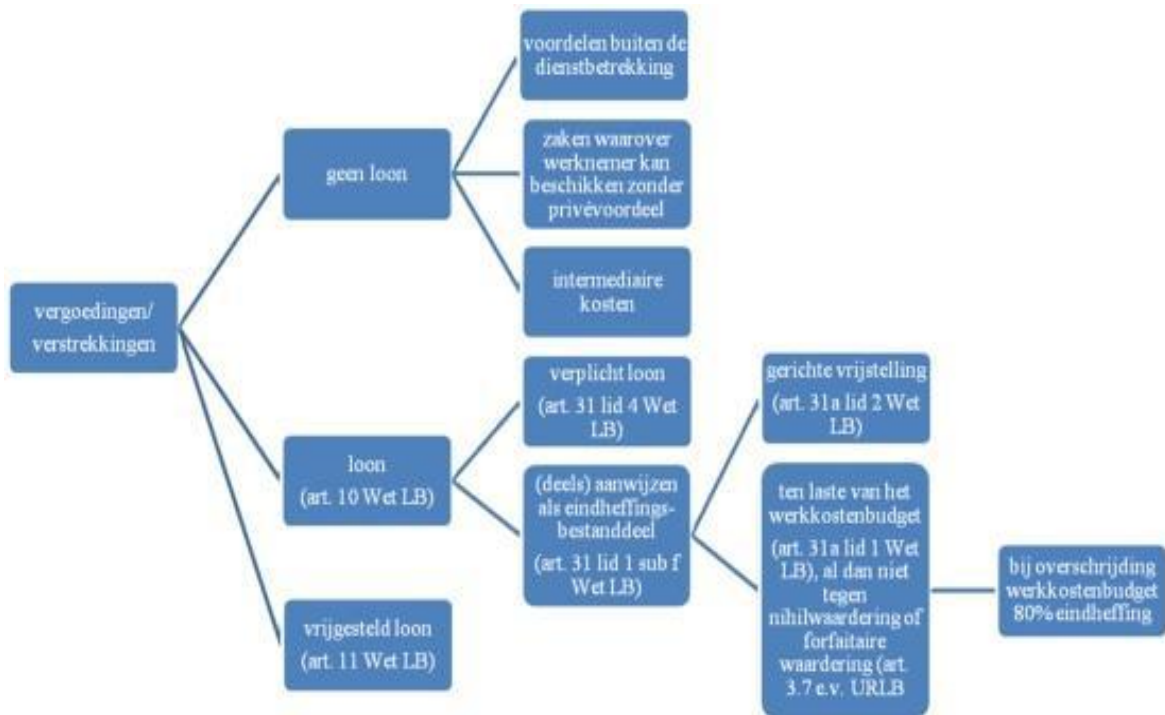 vergoedingen/
verstrekkingen
geen loon
voordelen buiten de
dienstbetrekking
zaken waarover
werknemer kan
beschikken zonder
privévoordeel
intermediaire
kosten
loon
(art. 10 Wet LB)
verplicht loon
(art. 31 lid 4 Wet
LB)
(deels) aanwijzen
als eindheffings-
bestanddeel
(art. 31 lid 1 sub f
Wet LB)
gerichte vrijstelling
(art. 31a lid 2 Wet
LB)
ten laste van het
werkkostenbudget
(art. 31a lid 1 Wet
LB), al dan niet
tegen
nihilwaardering of
forfaitaire
waardering (art.
3.7 e.v. URLB
bij overschrijding
werkkostenbudget
80% eindheffing
vrijgesteld loon
(art. 11 Wet LB)